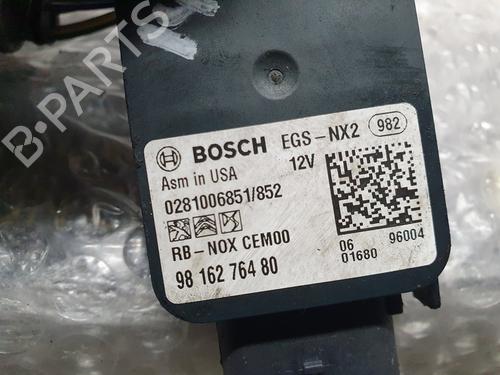 B-PARTS
BOSCH EGS-NX2 982
Asm in USA 12V
0281006851/852
RB-NOX CEM00
98 162 764 80
06 96004
01680